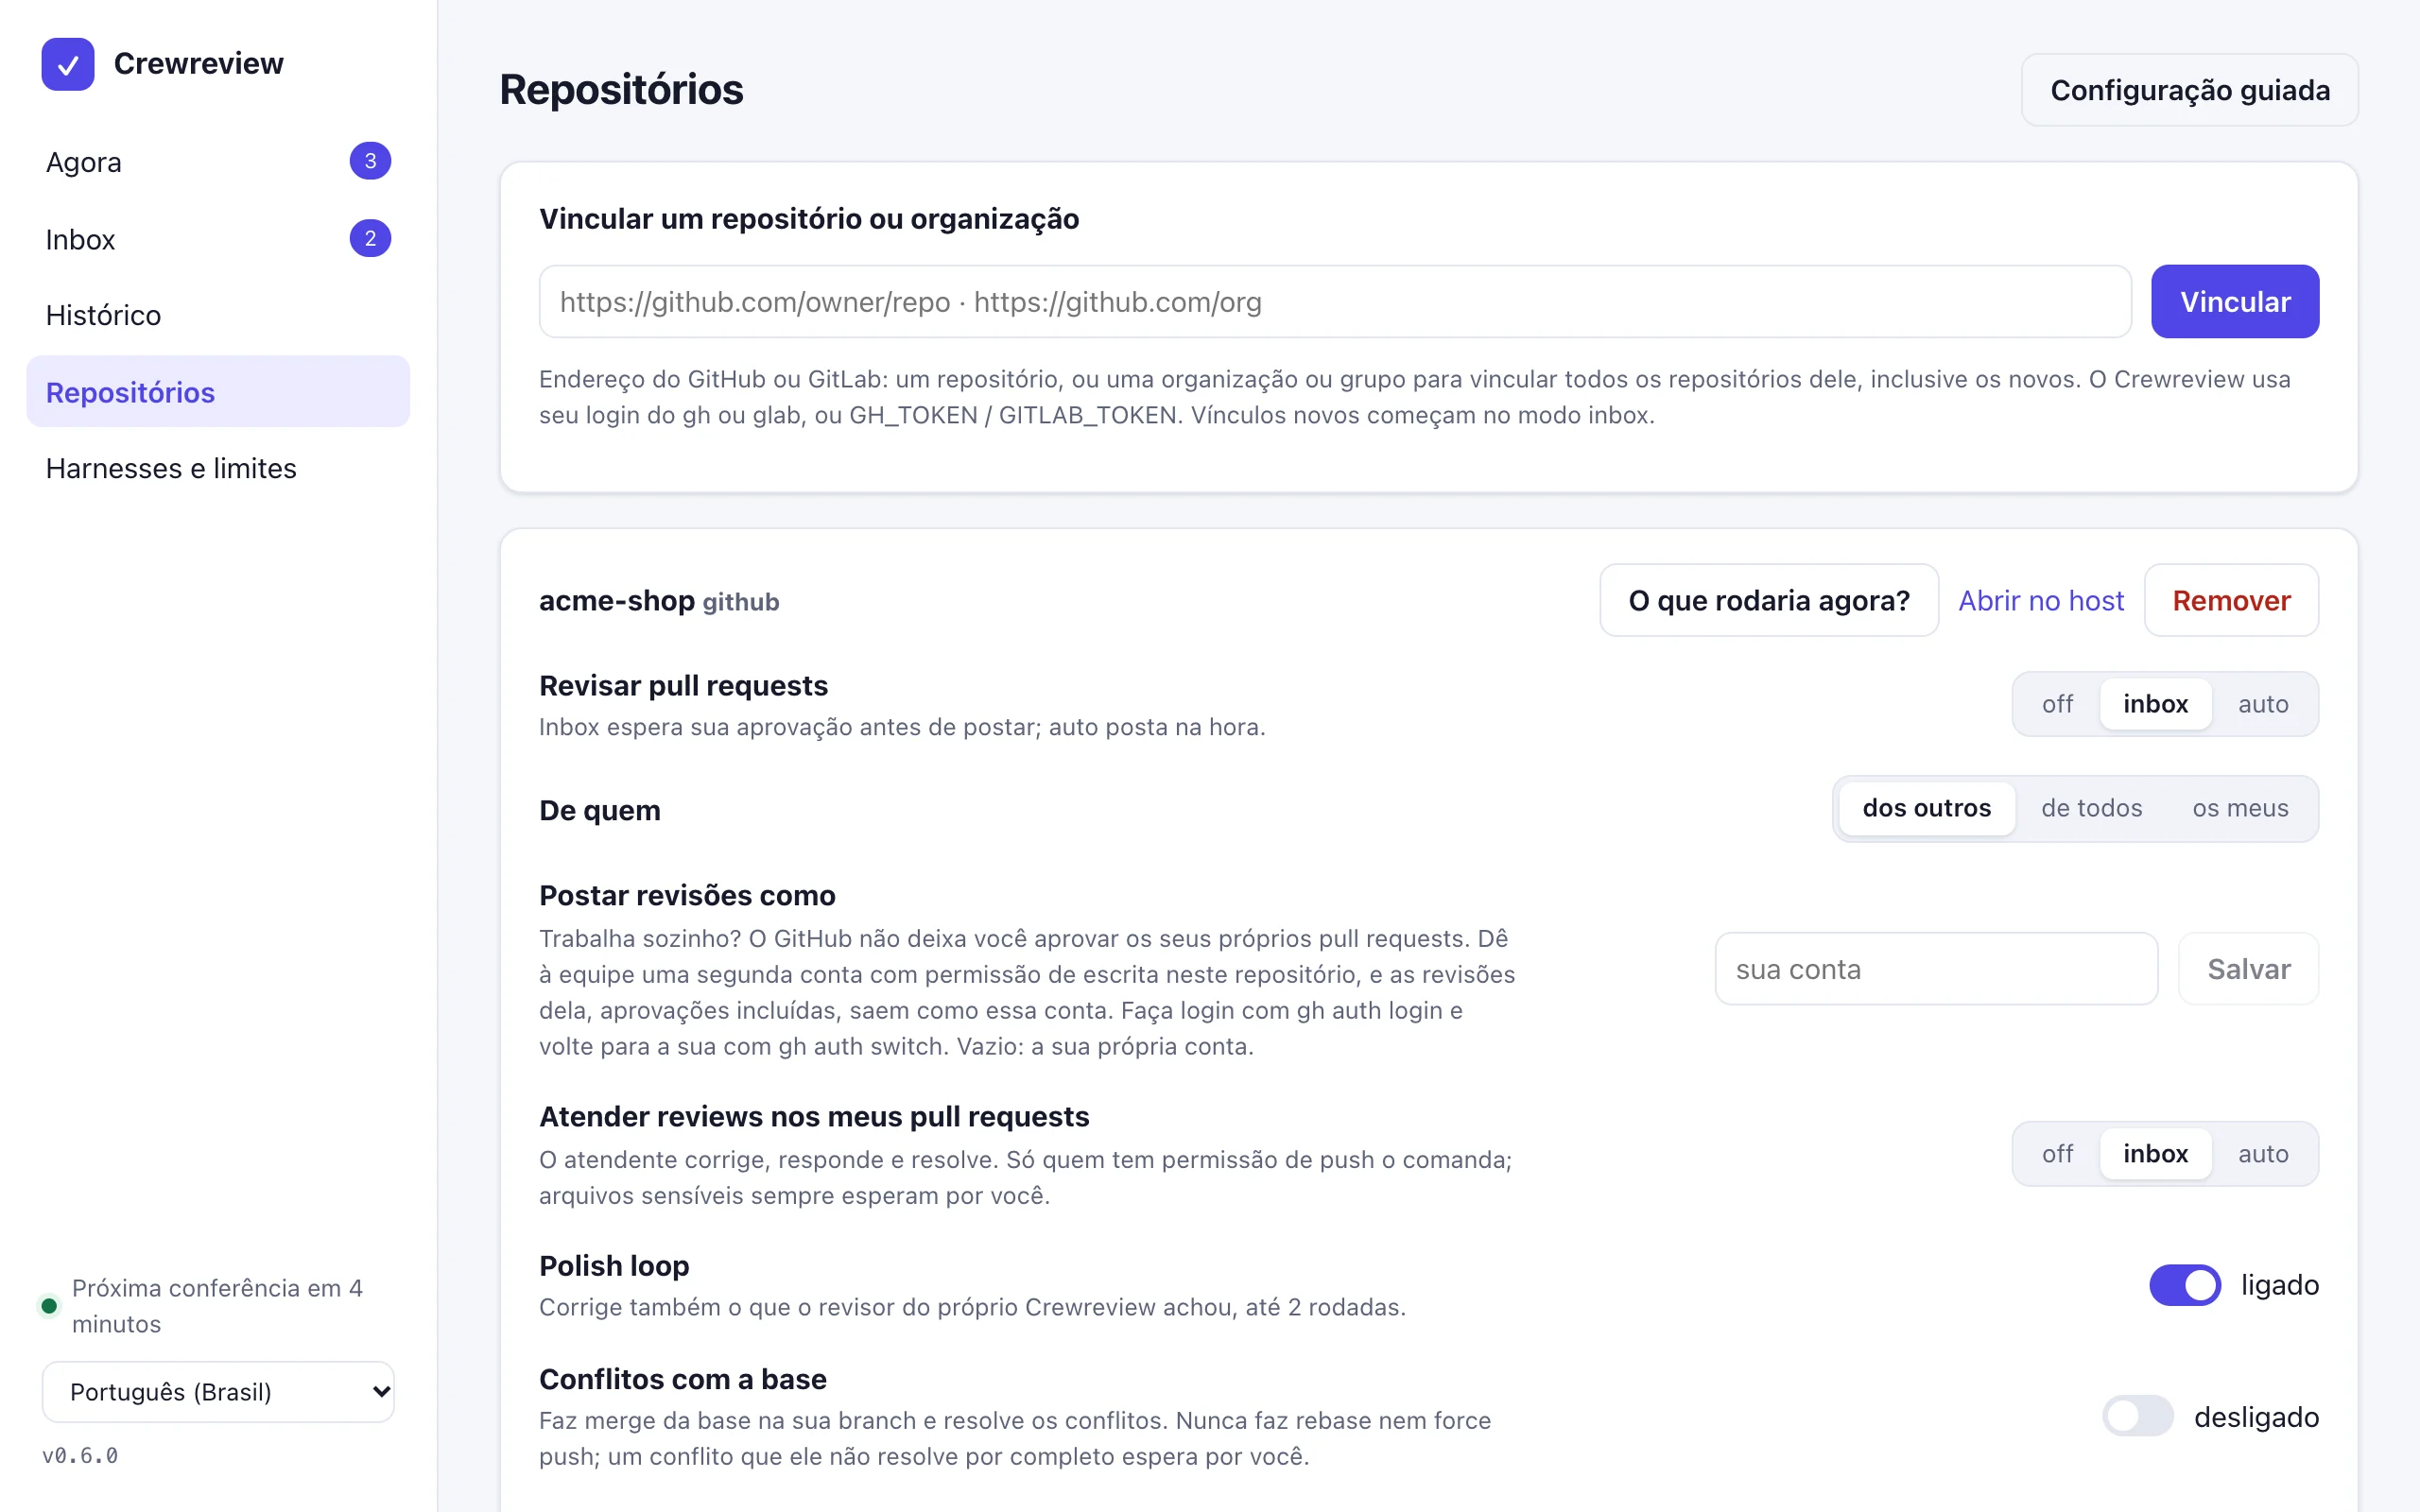 Crewreview
Agora 3
Inbox 2
Histórico
Repositórios
Harnesses e limites
Próxima conferência em 4
minutos
Português (Brasil)
v0.6.0
Repositórios
Configuração guiada
Vincular um repositório ou organização
https://github.com/owner/repo · https://github.com/org
Vincular
Endereço do GitHub ou GitLab: um repositório, ou uma organização ou grupo para vincular todos os repositórios dele, inclusive os novos. O Crewreview usa
seu login do gh ou glab, ou GH_TOKEN / GITLAB_TOKEN. Vínculos novos começam no modo inbox.
acme-shop github
O que rodaria agora?
Abrir no host
Remover
Revisar pull requests
Inbox espera sua aprovação antes de postar; auto posta na hora.
off inbox auto
De quem
dos outros de todos os meus
Postar revisões como
Trabalha sozinho? O GitHub não deixa você aprovar os seus próprios pull requests. Dê
à equipe uma segunda conta com permissão de escrita neste repositório, e as revisões
dela, aprovações incluídas, saem como essa conta. Faça login com gh auth login e
volte para a sua com gh auth switch. Vazio: a sua própria conta.
sua conta
Salvar
Atender reviews nos meus pull requests
O atendente corrige, responde e resolve. Só quem tem permissão de push o comanda;
arquivos sensíveis sempre esperam por você.
off inbox auto
Polish loop
Corrige também o que o revisor do próprio Crewreview achou, até 2 rodadas.
ligado
Conflitos com a base
Faz merge da base na sua branch e resolve os conflitos. Nunca faz rebase nem force
push; um conflito que ele não resolve por completo espera por você.
desligado